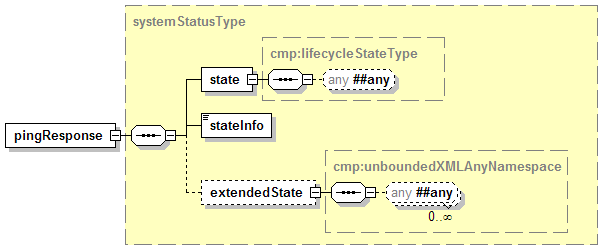 systemStatusType
cmp:lifecycleStateType
state
any ##any
stateInfo
pingResponse
cmp:unboundedXMLAnyNamespace
extendedState
any ##any
0..∞